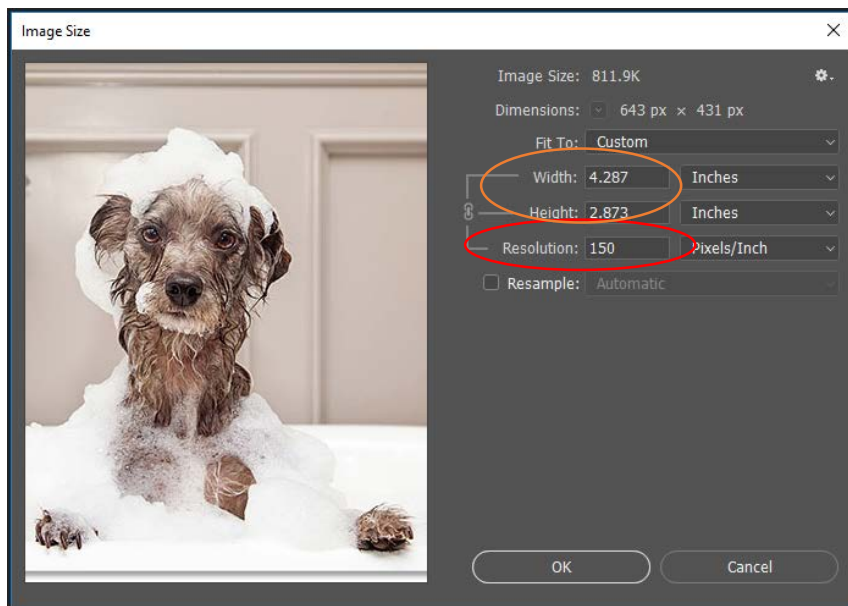 Image Size
Image Size: 811.9K
Dimensions: 643 px × 431 px
Fit To: Custom
Width: 4.287 Inches
Height: 2.873 Inches
Resolution: 150 Pixels/Inch
Resample: Automatic
OK Cancel